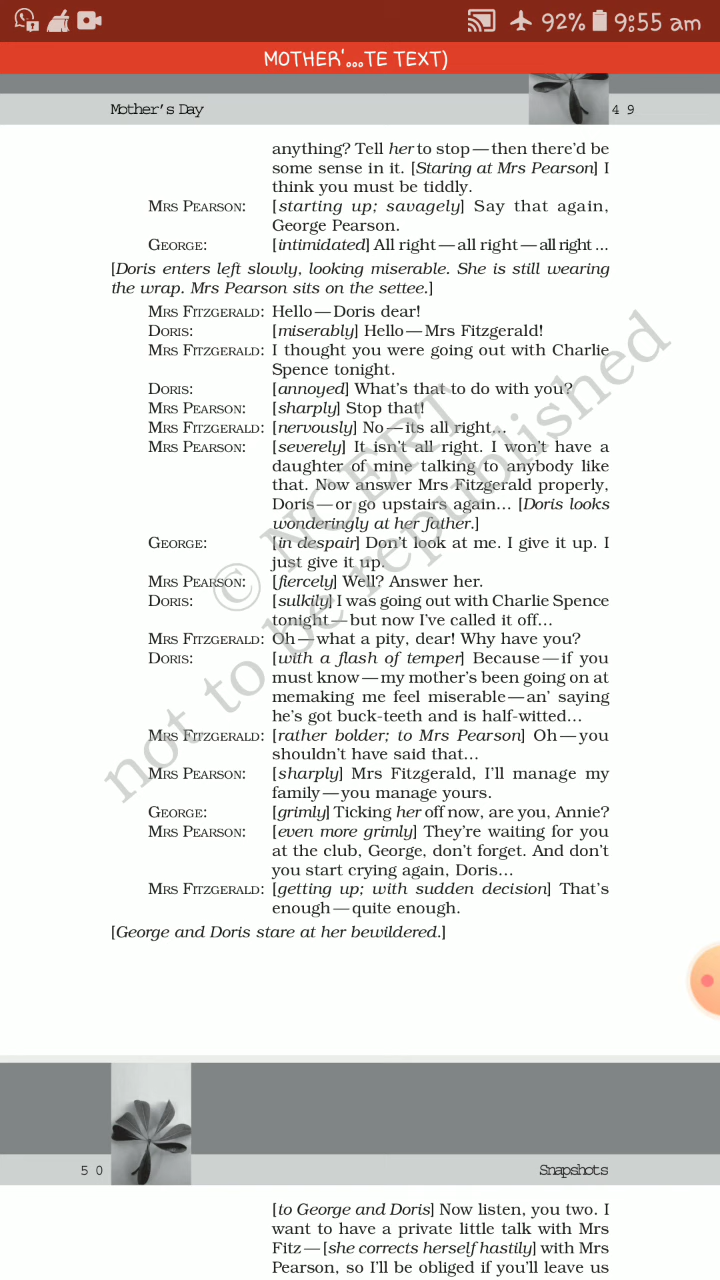 92% 9:55 am
MOTHER'...TE TEXT)
Mother's Day 4 9
anything? Tell her to stop — then there'd be
some sense in it. [Staring at Mrs Pearson] I
think you must be tiddly.
MRS PEARSON: [starting up; savagely] Say that again,
George Pearson.
GEORGE: [intimidated] All right — all right — all right ...
[Doris enters left slowly, looking miserable. She is still wearing
the wrap. Mrs Pearson sits on the settee.]
MRS FITZGERALD: Hello — Doris dear!
DORIS: [miserably] Hello — Mrs Fitzgerald!
MRS FITZGERALD: I thought you were going out with Charlie
Spence tonight.
DORIS: [annoyed] What's that to do with you?
MRS PEARSON: [sharply] Stop that!
MRS FITZGERALD: [nervously] No — its all right...
MRS PEARSON: [severely] It isn't all right. I won't have a
daughter of mine talking to anybody like
that. Now answer Mrs Fitzgerald properly,
Doris — or go upstairs again... [Doris looks
wonderingly at her father.]
GEORGE: [in despair] Don't look at me. I give it up. I
just give it up.
MRS PEARSON: [fiercely] Well? Answer her.
DORIS: [sulkily] I was going out with Charlie Spence
tonight — but now I've called it off...
MRS FITZGERALD: Oh — what a pity, dear! Why have you?
DORIS: [with a flash of temper] Because — if you
must know — my mother's been going on at
memaking me feel miserable — an' saying
he's got buck-teeth and is half-witted...
MRS FITZGERALD: [rather bolder; to Mrs Pearson] Oh — you
shouldn't have said that...
MRS PEARSON: [sharply] Mrs Fitzgerald, I'll manage my
family — you manage yours.
GEORGE: [grimly] Ticking her off now, are you, Annie?
MRS PEARSON: [even more grimly] They're waiting for you
at the club, George, don't forget. And don't
you start crying again, Doris...
MRS FITZGERALD: [getting up; with sudden decision] That's
enough — quite enough.
[George and Doris stare at her bewildered.]
© NCERT
not to be republished
5 0 Snapshots
[to George and Doris] Now listen, you two. I
want to have a private little talk with Mrs
Fitz — [she corrects herself hastily] with Mrs
Pearson, so I'll be obliged if you'll leave us